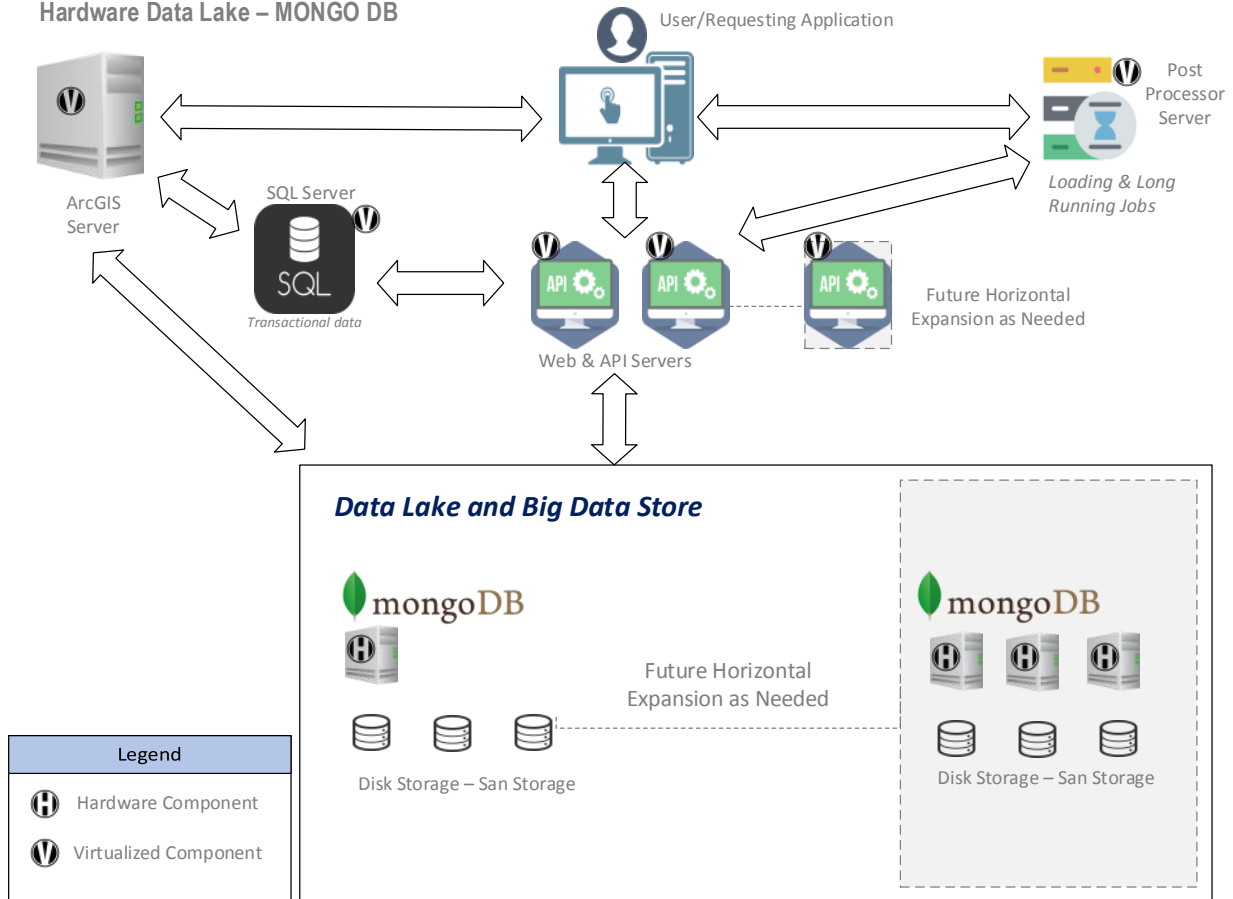 Hardware Data Lake – MONGO DB
User/Requesting Application
V
V
Post
Processor
Server
ArcGIS
Server
SQL Server
V
SQL
Transactional data
Loading & Long
Running Jobs
V
V
V
API
API
API
Future Horizontal
Expansion as Needed
Web & API Servers
Data Lake and Big Data Store
mongoDB
H
Future Horizontal
Expansion as Needed
Disk Storage – San Storage
mongoDB
H
H
H
Disk Storage – San Storage
Legend
H Hardware Component
V Virtualized Component